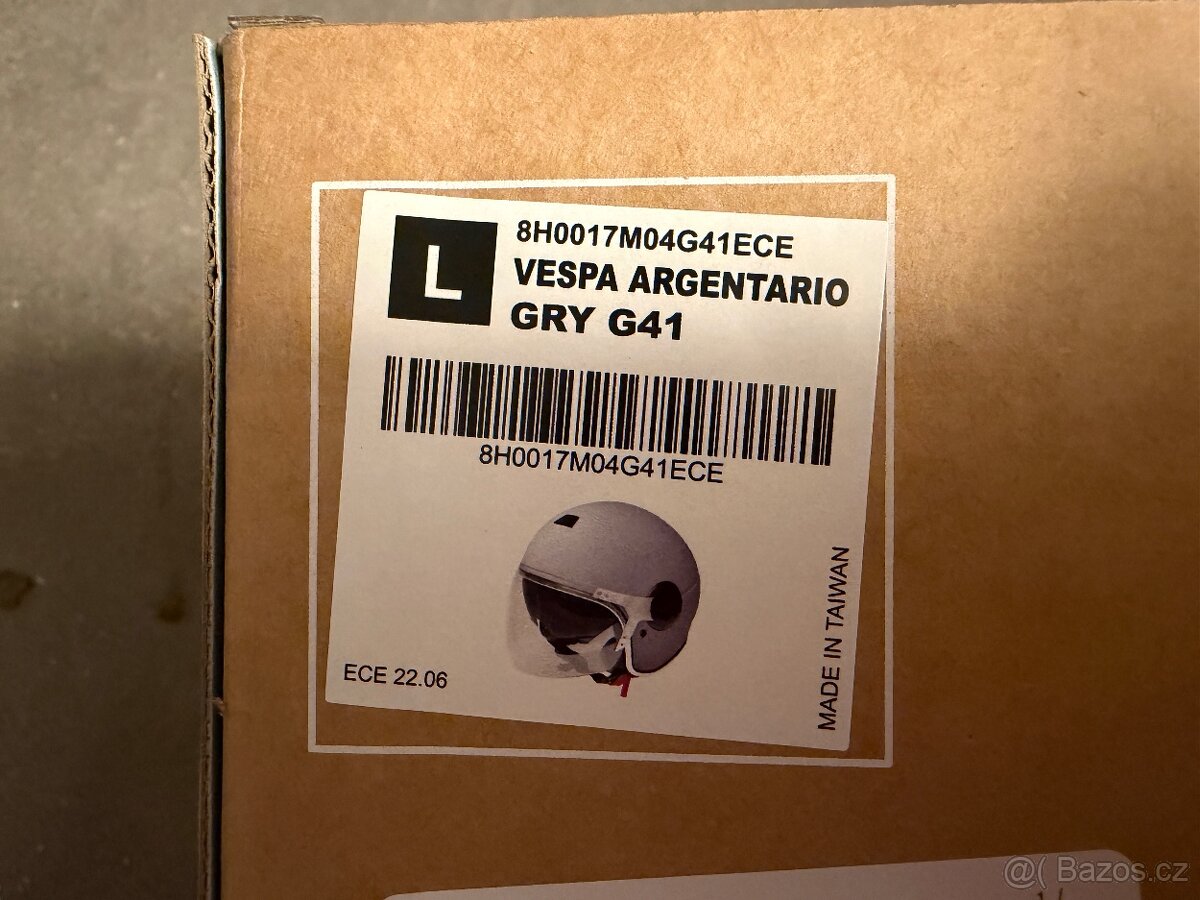 L
8H0017M04G41ECE
VESPA ARGENTARIO
GRY G41
8H0017M04G41ECE
ECE 22.06
MADE IN TAIWAN
@( Bazos.cz